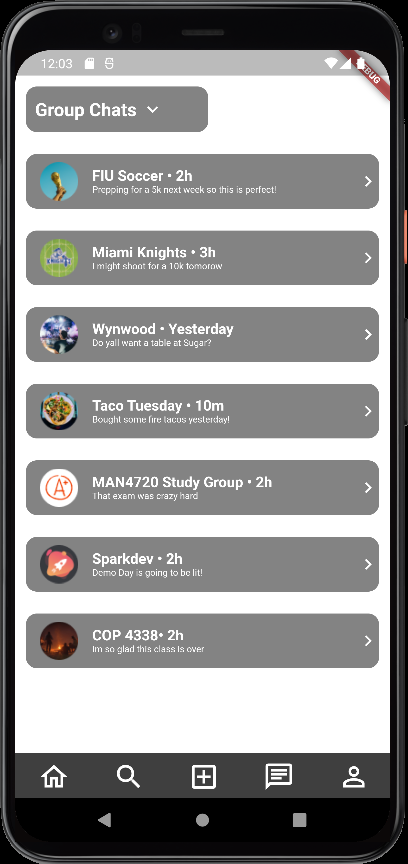 12:03
BUG
Group Chats
FIU Soccer • 2h
Prepping for a 5k next week so this is perfect!
Miami Knights • 3h
I might shoot for a 10k tomorow
Wynwood • Yesterday
Do yall want a table at Sugar?
Taco Tuesday • 10m
Bought some fire tacos yesterday!
A+
MAN4720 Study Group • 2h
That exam was crazy hard
Sparkdev • 2h
Demo Day is going to be lit!
COP 4338• 2h
Im so glad this class is over